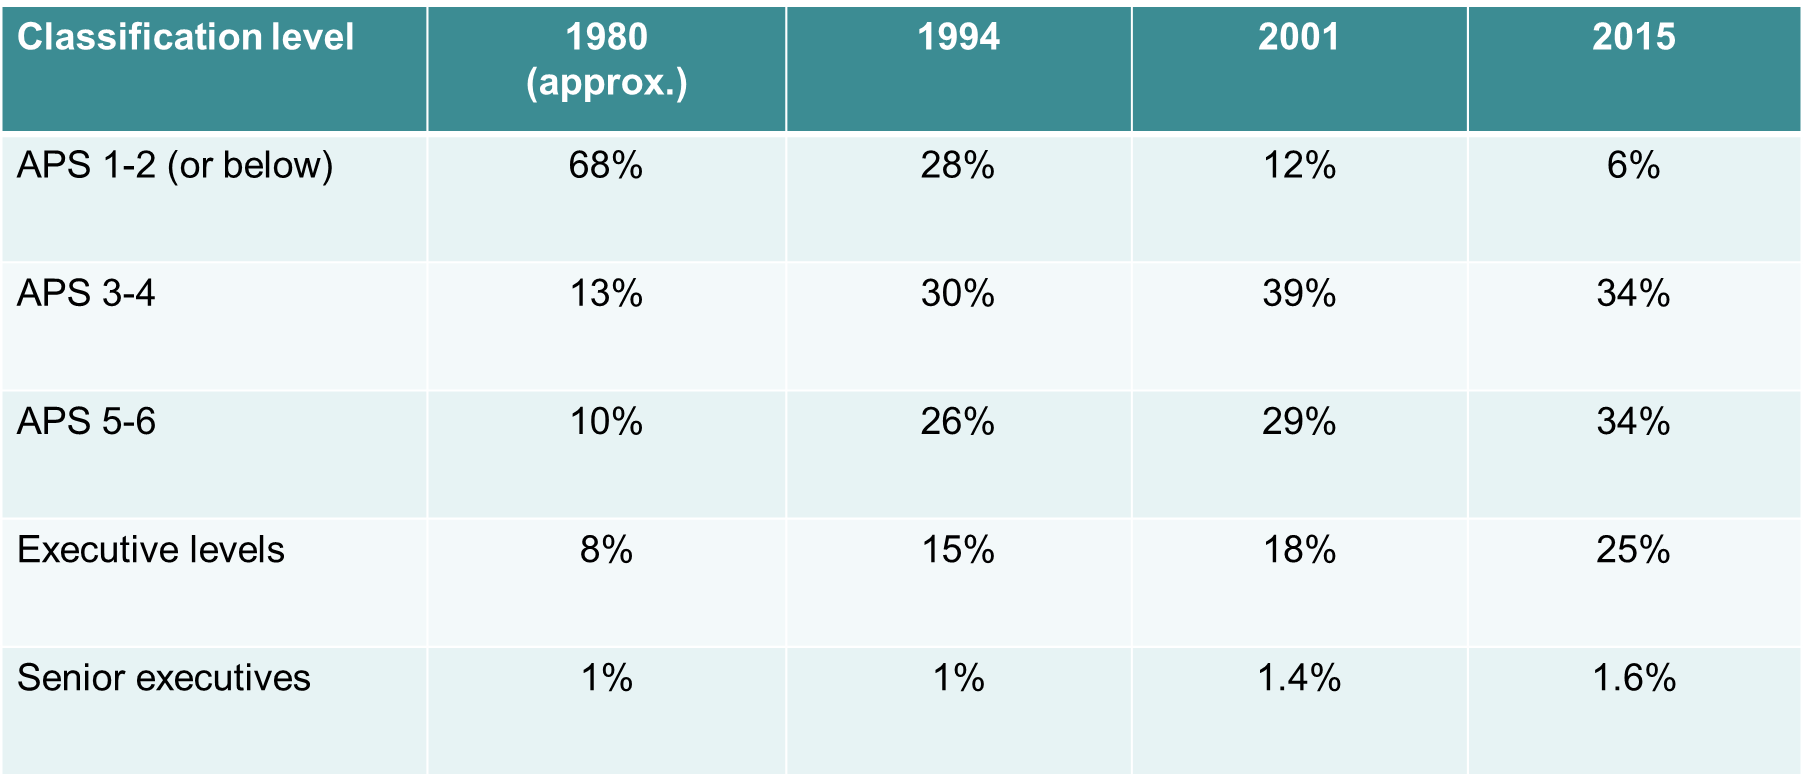 Classification level 1980 1994 2001 2015
(approx.)
APS 1-2 (or below) 68% 28% 12% 6%
APS 3-4 13% 30% 39% 34%
APS 5-6 10% 26% 29% 34%
Executive levels 8% 15% 18% 25%
Senior executives 1% 1% 1.4% 1.6%